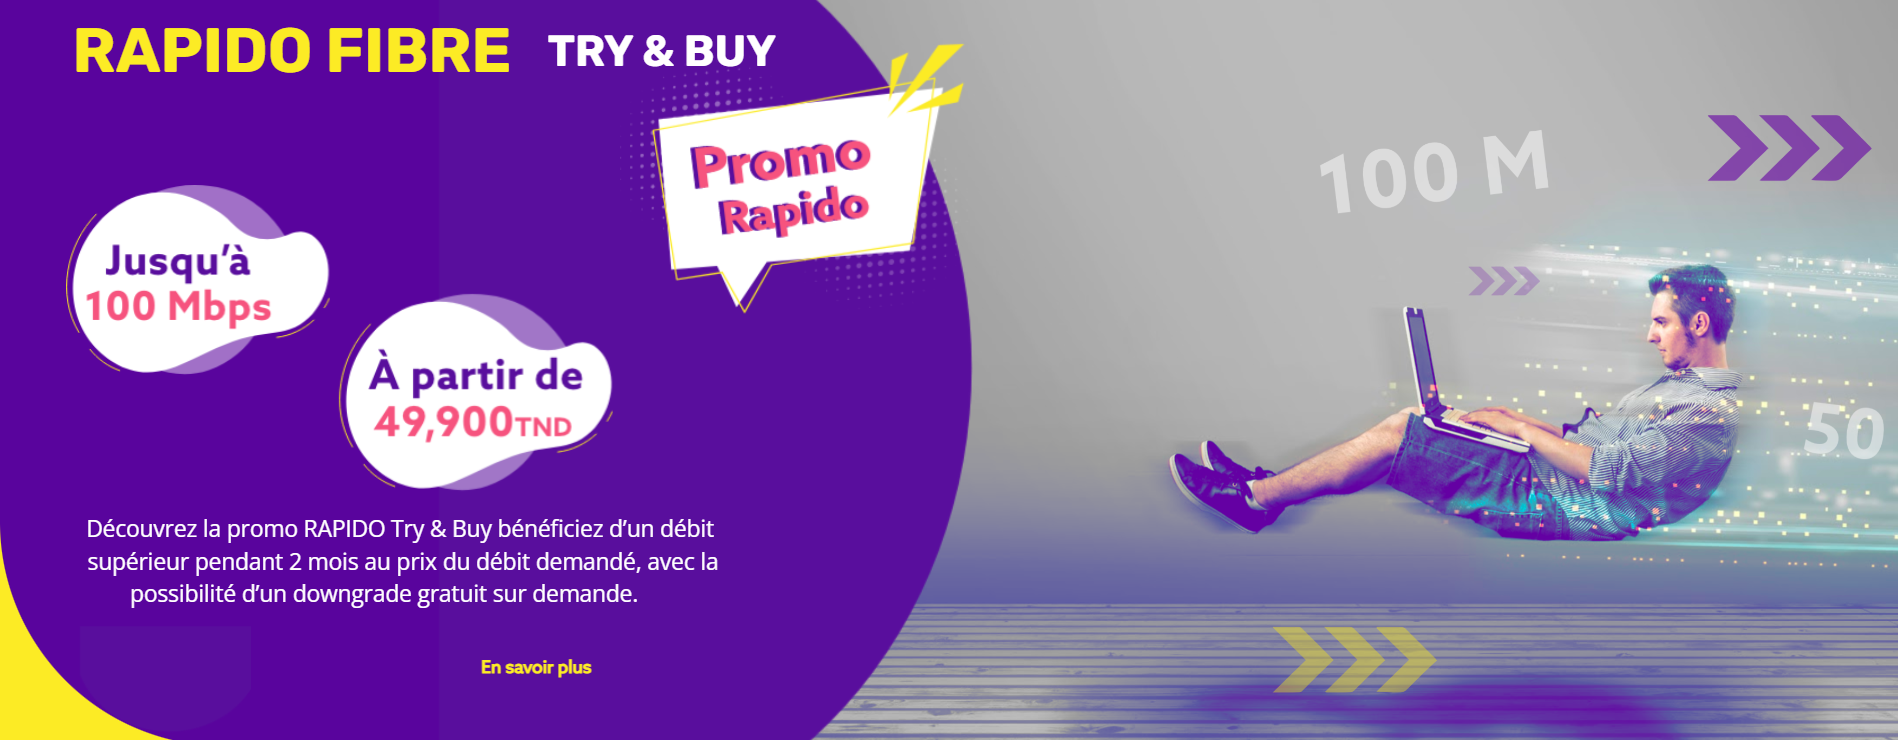 RAPIDO FIBRE TRY & BUY
Promo
Rapido
Jusqu’à
100 Mbps
À partir de
49,900TND
Découvrez la promo RAPIDO Try & Buy bénéficiez d’un débit
supérieur pendant 2 mois au prix du débit demandé, avec la
possibilité d’un downgrade gratuit sur demande.
En savoir plus
100 M
50